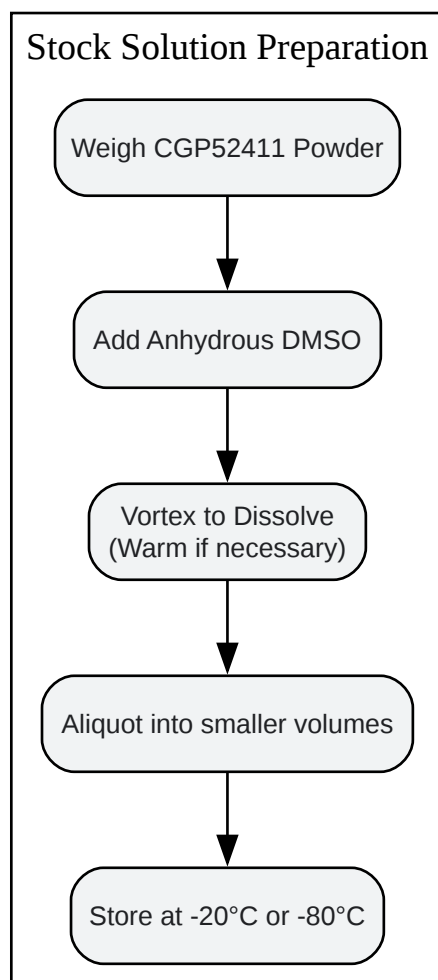 Stock Solution Preparation
Weigh CGP52411 Powder
Add Anhydrous DMSO
Vortex to Dissolve
(Warm if necessary)
Aliquot into smaller volumes
Store at -20°C or -80°C